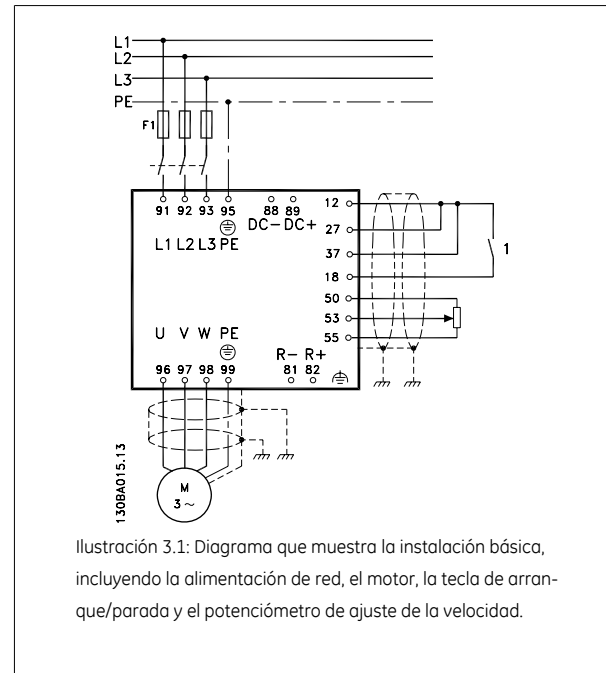 L1
L2
L3
PE
F1
91 92 93 95 88 89
DC- DC+
L1 L2 L3 PE
12
27
37
18
50
53
55
1
U V W PE
R- R+
96 97 98 99 81 82
M
3 ~
130BA015.13
Ilustración 3.1: Diagrama que muestra la instalación básica,
incluyendo la alimentación de red, el motor, la tecla de arran-
que/parada y el potenciómetro de ajuste de la velocidad.